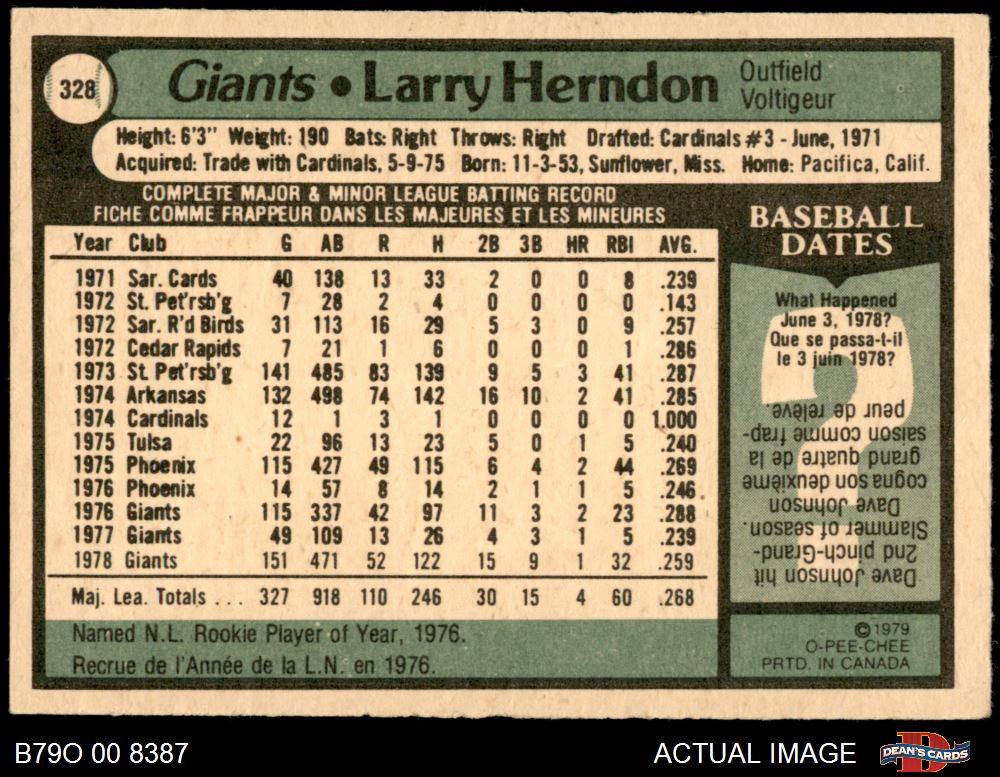 328
Giants • Larry Herndon
Outfield
Voltigeur
Height: 6'3" Weight: 190 Bats: Right Throws: Right Drafted: Cardinals #3 - June, 1971
Acquired: Trade with Cardinals, 5-9-75 Born: 11-3-53, Sunflower, Miss. Home: Pacifica, Calif.
COMPLETE MAJOR & MINOR LEAGUE BATTING RECORD
FICHE COMME FRAPPEUR DANS LES MAJEURES ET LES MINEURES
Year Club G AB R H 2B 3B HR RBI AVG.
1971 Sar. Cards 40 138 13 33 2 0 0 8 .239
1972 St. Pet'rsb'g 7 28 2 4 0 0 0 0 .143
1972 Sar. R'd Birds 31 113 16 29 5 3 0 9 .257
1972 Cedar Rapids 7 21 1 6 0 0 0 1 .286
1973 St. Pet'rsb'g 141 485 83 139 9 5 3 41 .287
1974 Arkansas 132 498 74 142 16 10 2 41 .285
1974 Cardinals 12 1 3 1 0 0 0 0 1.000
1975 Tulsa 22 96 13 23 5 0 1 5 .240
1975 Phoenix 115 427 49 115 6 4 2 44 .269
1976 Phoenix 14 57 8 14 2 1 1 5 .246
1976 Giants 115 337 42 97 11 3 2 23 .288
1977 Giants 49 109 13 26 4 3 1 5 .239
1978 Giants 151 471 52 122 15 9 1 32 .259
Maj. Lea. Totals ... 327 918 110 246 30 15 4 60 .268
Named N.L. Rookie Player of Year, 1976.
Recrue de l'Année de la L.N. en 1976.
BASEBALL
DATES
What Happened
June 3, 1978?
Que se passa-t-il
le 3 juin 1978?
Dave Johnson hit
2nd pinch-Grand-
Slammer of season.
Dave Johnson
cogna son deuxième
grand quatre de la
saison comme frap-
peur de relève.
©1979
O-PEE-CHEE
PRTD. IN CANADA
B79O 00 8387
ACTUAL IMAGE
D
DEAN'S CARDS